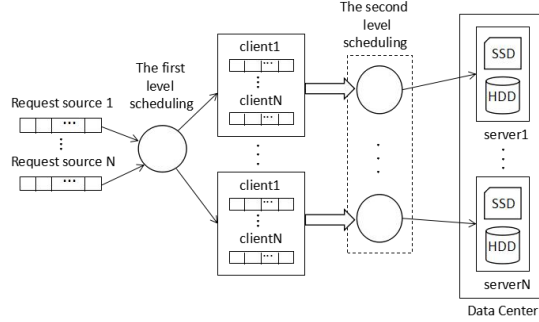 The second
level
scheduling
The first
level
scheduling
Request source 1
...
Request source N
...
client1
...
...
clientN
...
client1
...
...
clientN
...
SSD
HDD
server1
SSD
HDD
serverN
Data Center